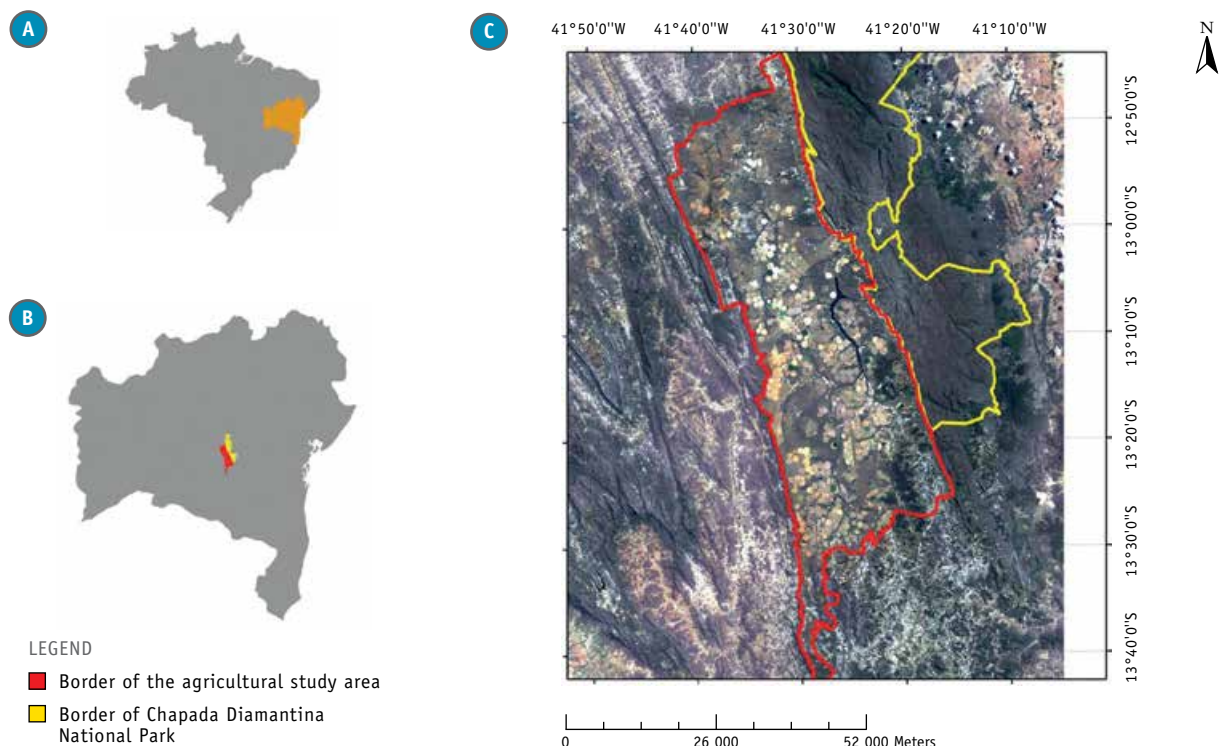 A
B
LEGEND
Border of the agricultural study area
Border of Chapada Diamantina
National Park
C
41°50'0"W 41°40'0"W 41°30'0"W 41°20'0"W 41°10'0"W
N
12°50'0"S
13°00'0"S
13°10'0"S
13°20'0"S
13°30'0"S
13°40'0"S
0 26 000 52 000 Meters